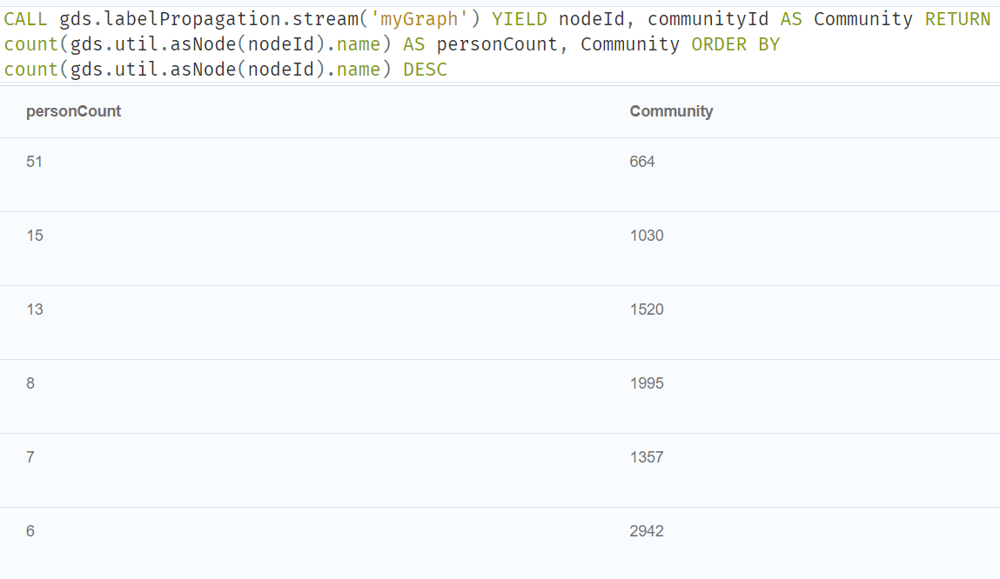 CALL gds.labelPropagation.stream('myGraph') YIELD nodeId, communityId AS Community RETURN
count(gds.util.asNode(nodeId).name) AS personCount, Community ORDER BY
count(gds.util.asNode(nodeId).name) DESC
personCount Community
51 664
15 1030
13 1520
8 1995
7 1357
6 2942